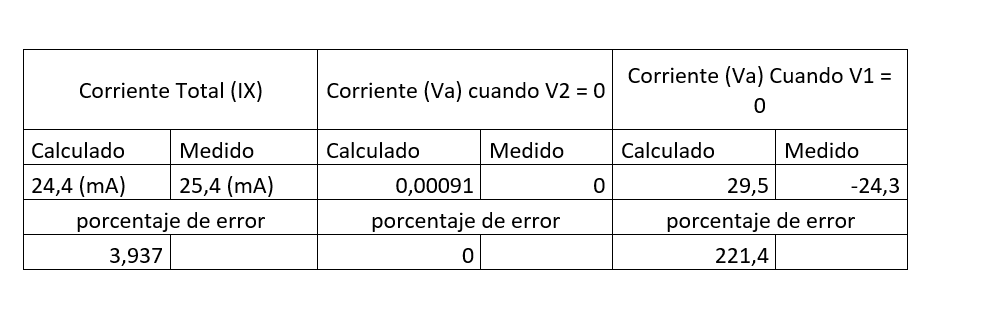 Corriente Total (IX)
Corriente (Va) cuando V2 = 0
Corriente (Va) Cuando V1 =
0
Calculado Medido Calculado Medido Calculado Medido
24,4 (mA) 25,4 (mA) 0,00091 0 29,5 -24,3
porcentaje de error porcentaje de error porcentaje de error
3,937 0 221,4